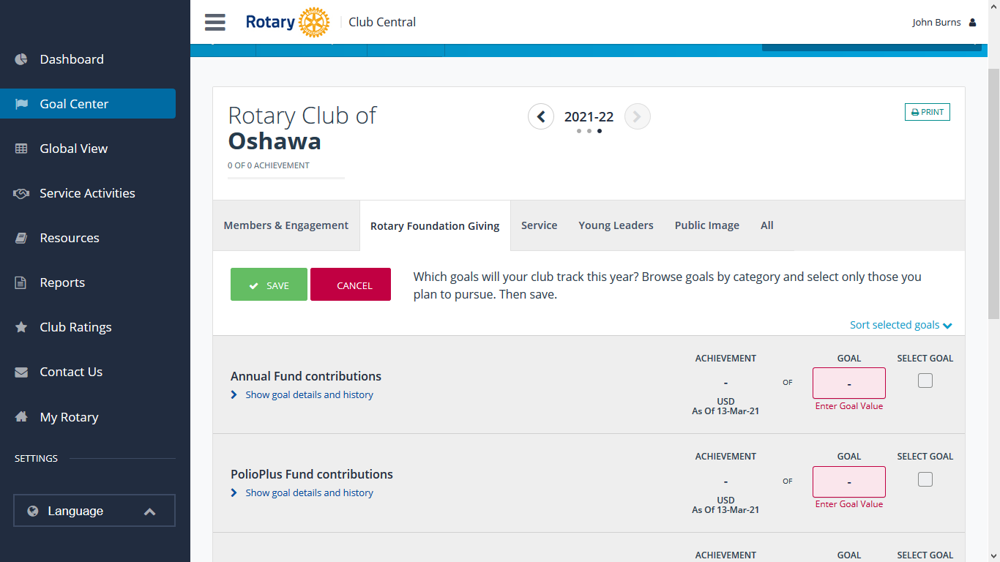 Rotary
Club Central
John Burns
Dashboard
Goal Center
Global View
Service Activities
Resources
Reports
Club Ratings
Contact Us
My Rotary
SETTINGS
Language
Rotary Club of
Oshawa
0 OF 0 ACHIEVEMENT
2021-22
PRINT
Members & Engagement
Rotary Foundation Giving
Service
Young Leaders
Public Image
All
SAVE
CANCEL
Which goals will your club track this year? Browse goals by category and select only those you
plan to pursue. Then save.
Sort selected goals
Annual Fund contributions
Show goal details and history
ACHIEVEMENT
-
USD
As Of 13-Mar-21
OF
GOAL
-
Enter Goal Value
SELECT GOAL
PolioPlus Fund contributions
Show goal details and history
ACHIEVEMENT
-
USD
As Of 13-Mar-21
OF
GOAL
-
Enter Goal Value
SELECT GOAL
ACHIEVEMENT
GOAL
SELECT GOAL